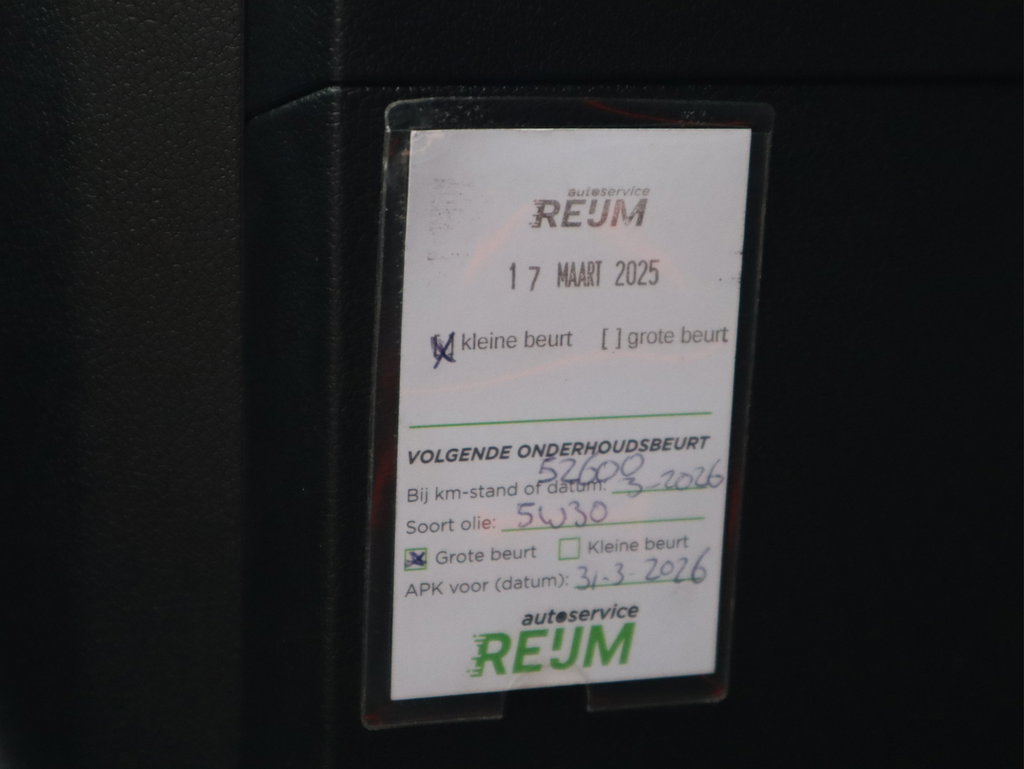 autoservice
REIJM
17 MAART 2025
[x] kleine beurt [ ] grote beurt
VOLGENDE ONDERHOUDSBEURT
52600
Bij km-stand of datum: 3-2026
Soort olie: 5W30
Grote beurt Kleine beurt
APK voor (datum): 31-3-2026
autoservice
REIJM